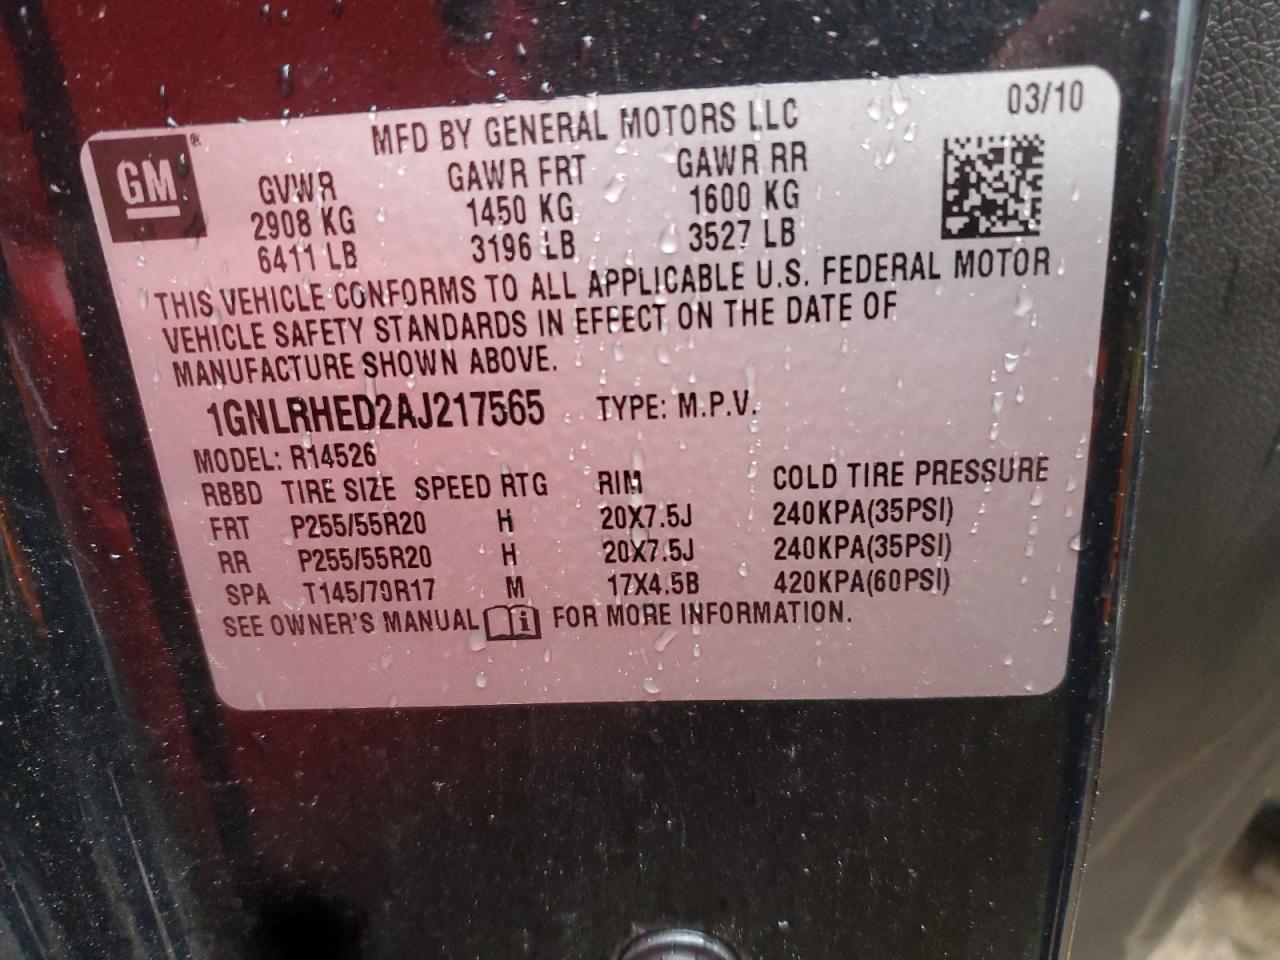 03/10
MFD BY GENERAL MOTORS LLC
GM®
GVWR GAWR FRT GAWR RR
2908 KG 1450 KG 1600 KG
6411 LB 3196 LB 3527 LB
THIS VEHICLE CONFORMS TO ALL APPLICABLE U.S. FEDERAL MOTOR
VEHICLE SAFETY STANDARDS IN EFFECT ON THE DATE OF
MANUFACTURE SHOWN ABOVE.
1GNLRHED2AJ217565 TYPE: M.P.V.
MODEL: R14526
RBBD TIRE SIZE SPEED RTG RIM COLD TIRE PRESSURE
FRT P255/55R20 H 20X7.5J 240KPA(35PSI)
RR P255/55R20 H 20X7.5J 240KPA(35PSI)
SPA T145/70R17 M 17X4.5B 420KPA(60PSI)
SEE OWNER'S MANUAL i FOR MORE INFORMATION.